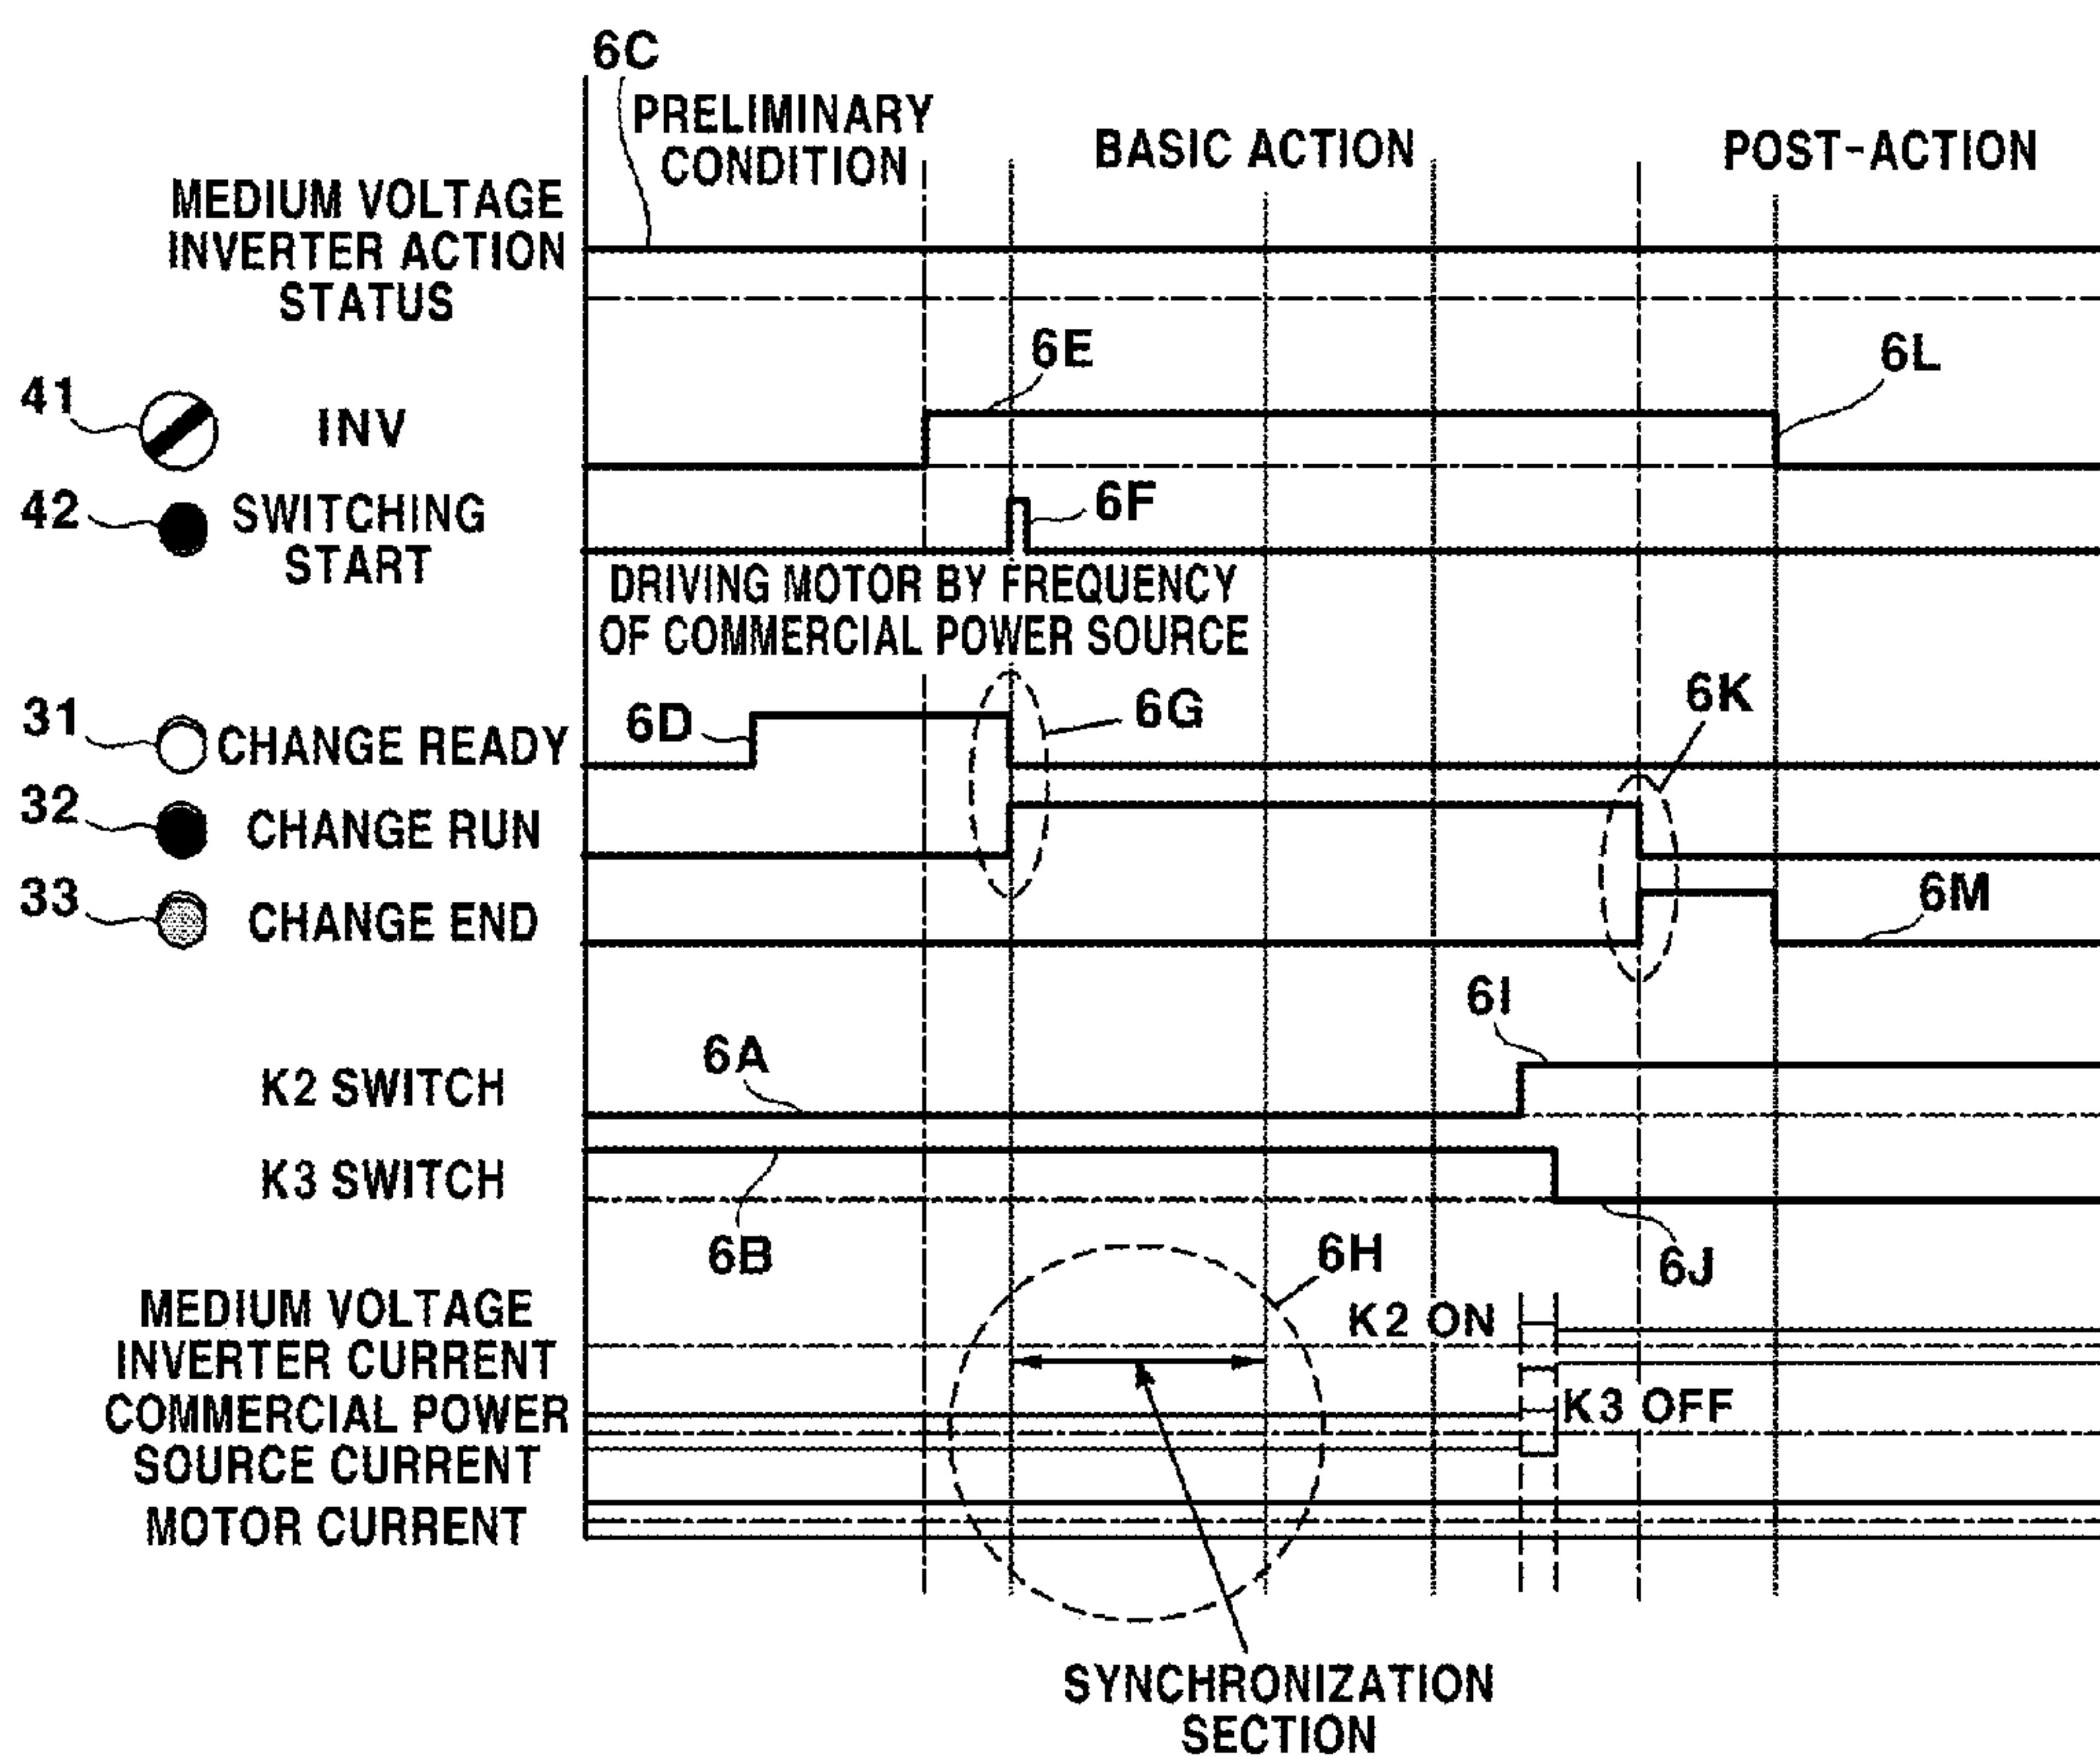 6C
PRELIMINARY
CONDITION
BASIC ACTION
POST-ACTION
MEDIUM VOLTAGE
INVERTER ACTION
STATUS
6E
6L
41
INV
42
SWITCHING
START
6F
DRIVING MOTOR BY FREQUENCY
OF COMMERCIAL POWER SOURCE
31
CHANGE READY
6D
6G
6K
32
CHANGE RUN
33
CHANGE END
6M
6I
K2 SWITCH
6A
K3 SWITCH
6B
6J
6H
MEDIUM VOLTAGE
INVERTER CURRENT
K2 ON
COMMERCIAL POWER
SOURCE CURRENT
K3 OFF
MOTOR CURRENT
SYNCHRONIZATION
SECTION